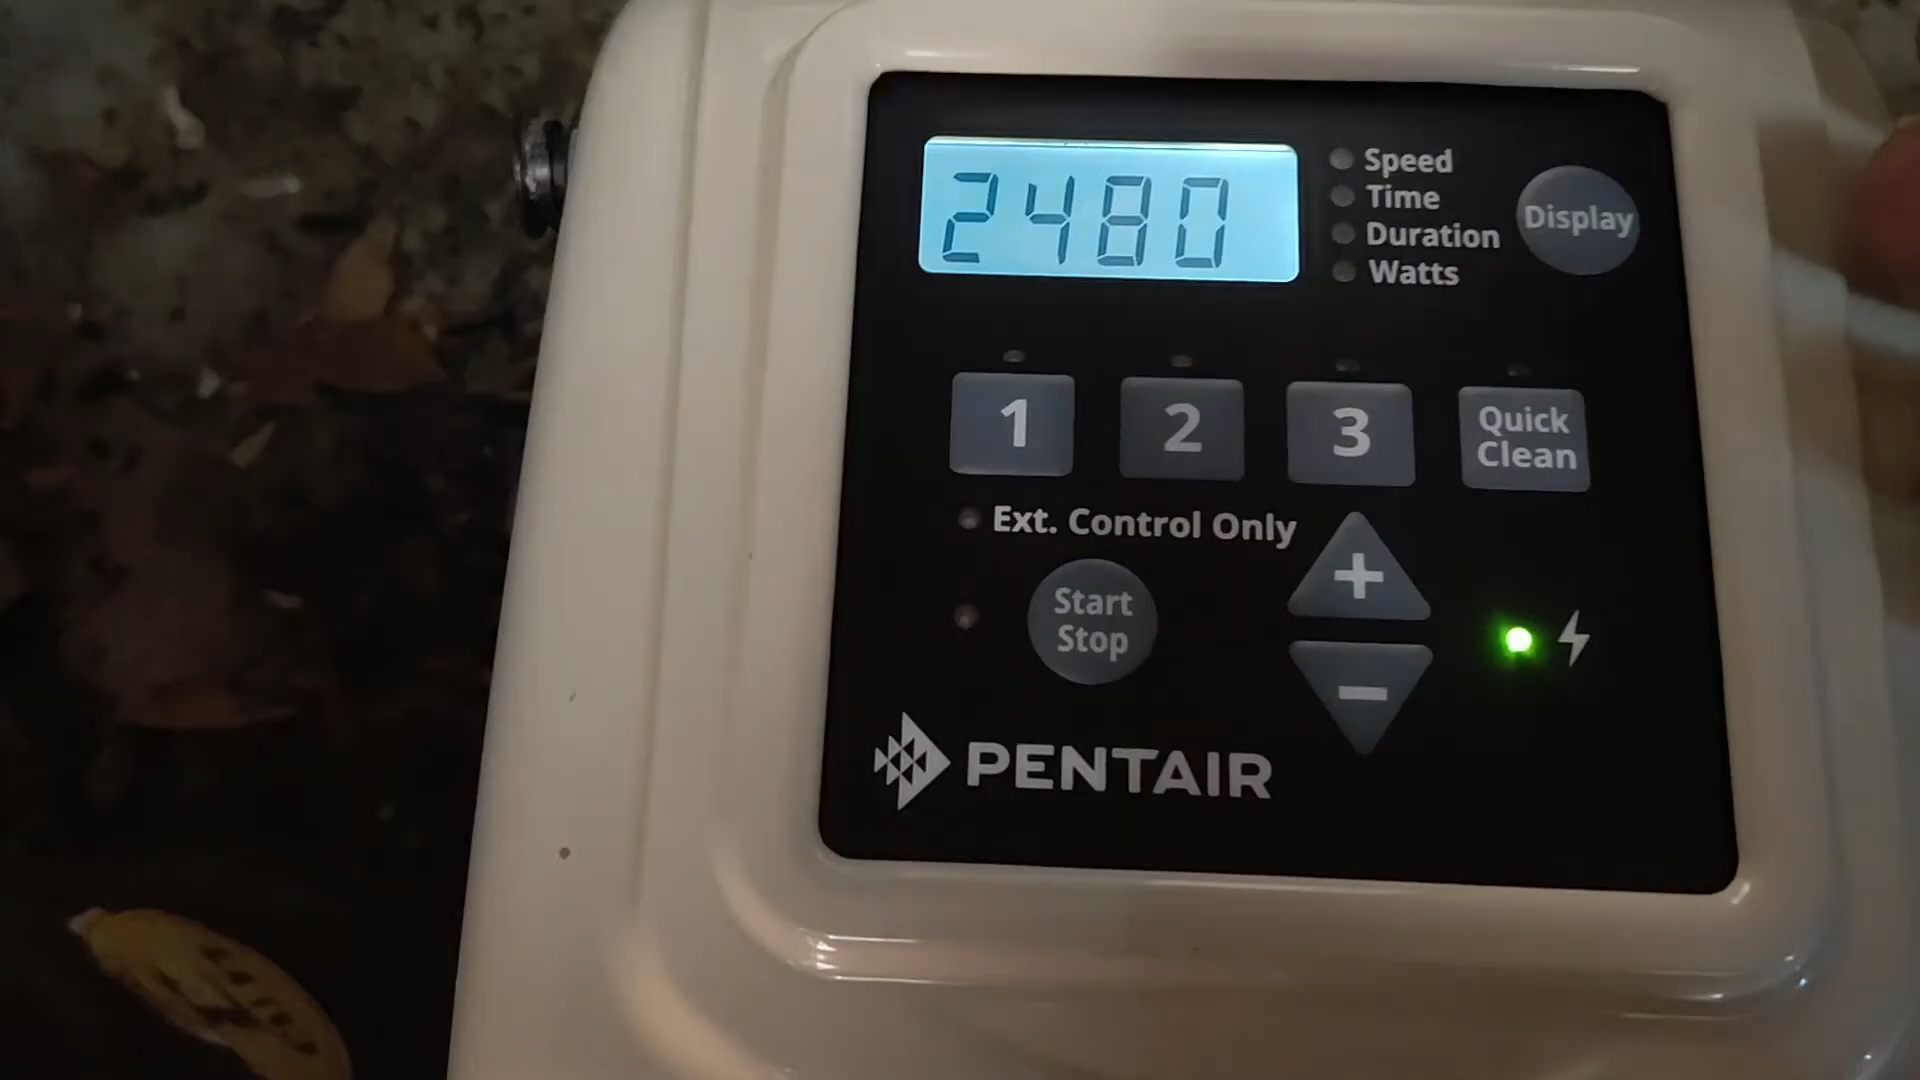 2480
Speed
Time
Duration
Watts
Display
1
2
3
Quick
Clean
Ext. Control Only
Start
Stop
+
−
PENTAIR